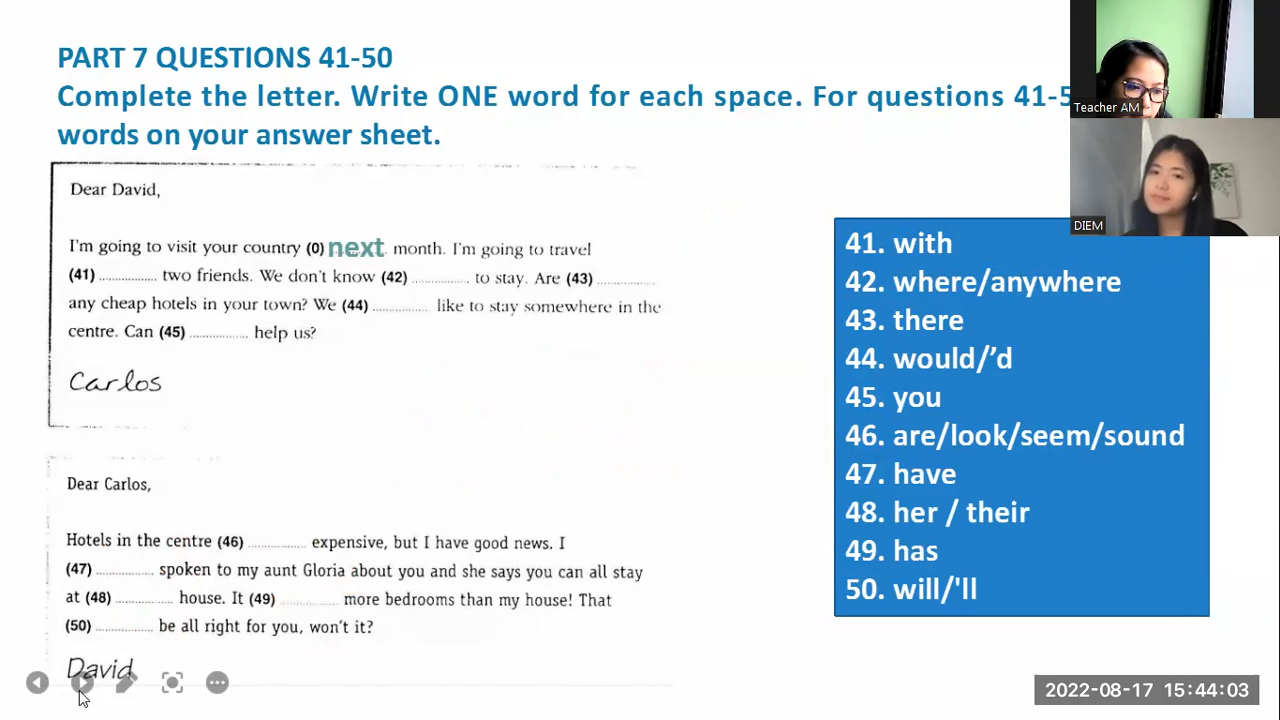 PART 7 QUESTIONS 41-50
Complete the letter. Write ONE word for each space. For questions 41-5
words on your answer sheet.
Dear David,
I'm going to visit your country (0) next month. I'm going to travel
(41) ............ two friends. We don't know (42) ............ to stay. Are (43) ............
any cheap hotels in your town? We (44) ............ like to stay somewhere in the
centre. Can (45) ............ help us?
Carlos
Dear Carlos,
Hotels in the centre (46) ............ expensive, but I have good news. I
(47) ............ spoken to my aunt Gloria about you and she says you can all stay
at (48) ............ house. It (49) ............ more bedrooms than my house! That
(50) ............ be all right for you, won't it?
David
41. with
42. where/anywhere
43. there
44. would/’d
45. you
46. are/look/seem/sound
47. have
48. her / their
49. has
50. will/'ll
Teacher AM
DIEM
2022-08-17 15:44:03